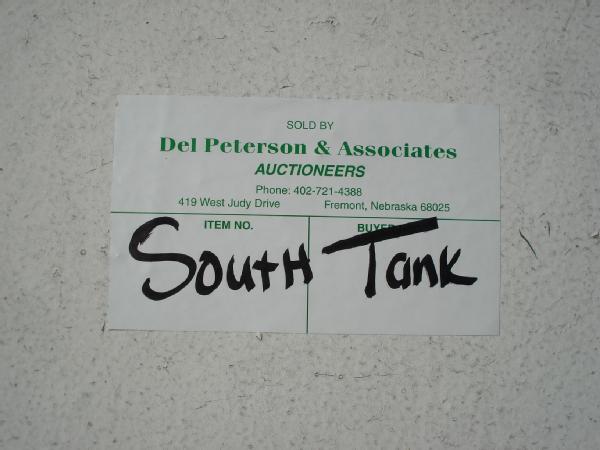 SOLD BY
Del Peterson & Associates
AUCTIONEERS
Phone: 402-721-4388
419 West Judy Drive Fremont, Nebraska 68025
ITEM NO.
South Tank